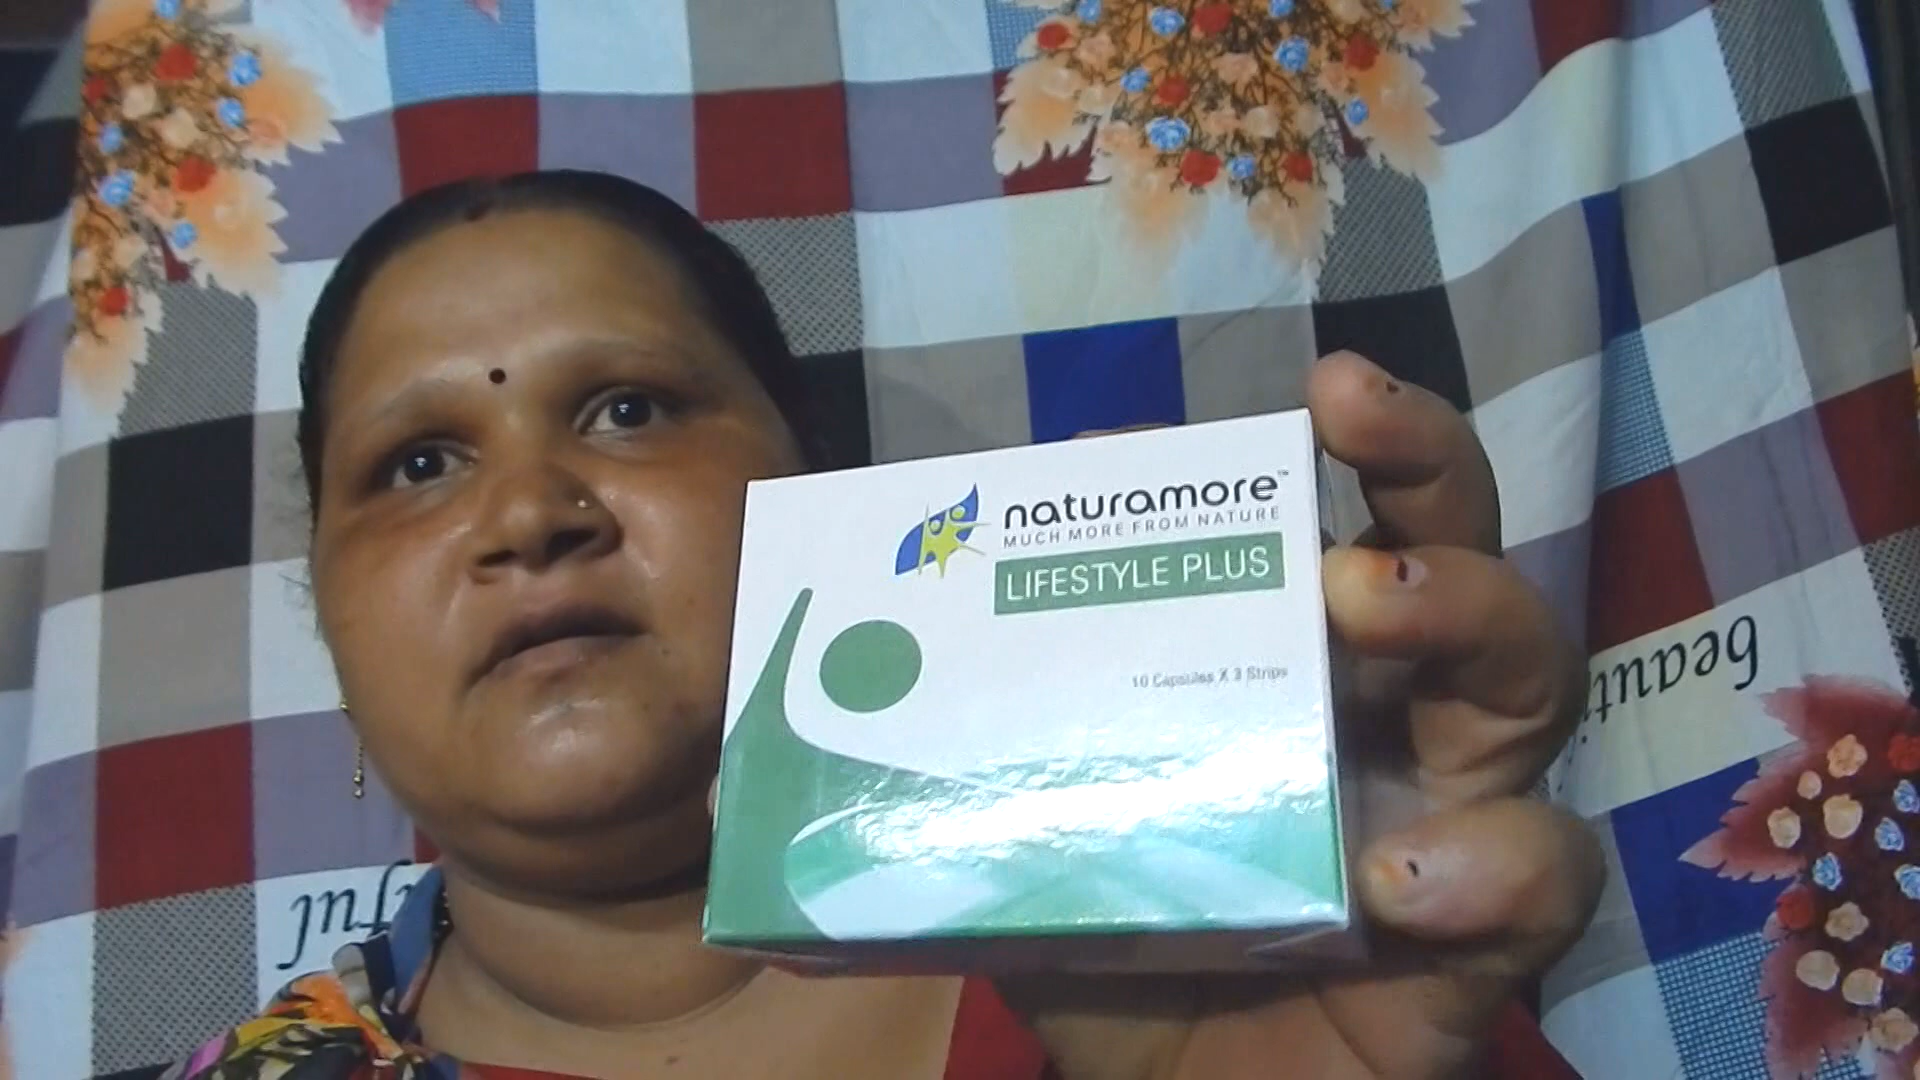 naturamore™
MUCH MORE FROM NATURE
LIFESTYLE PLUS
10 Capsules X 3 Strips
beauti
ful